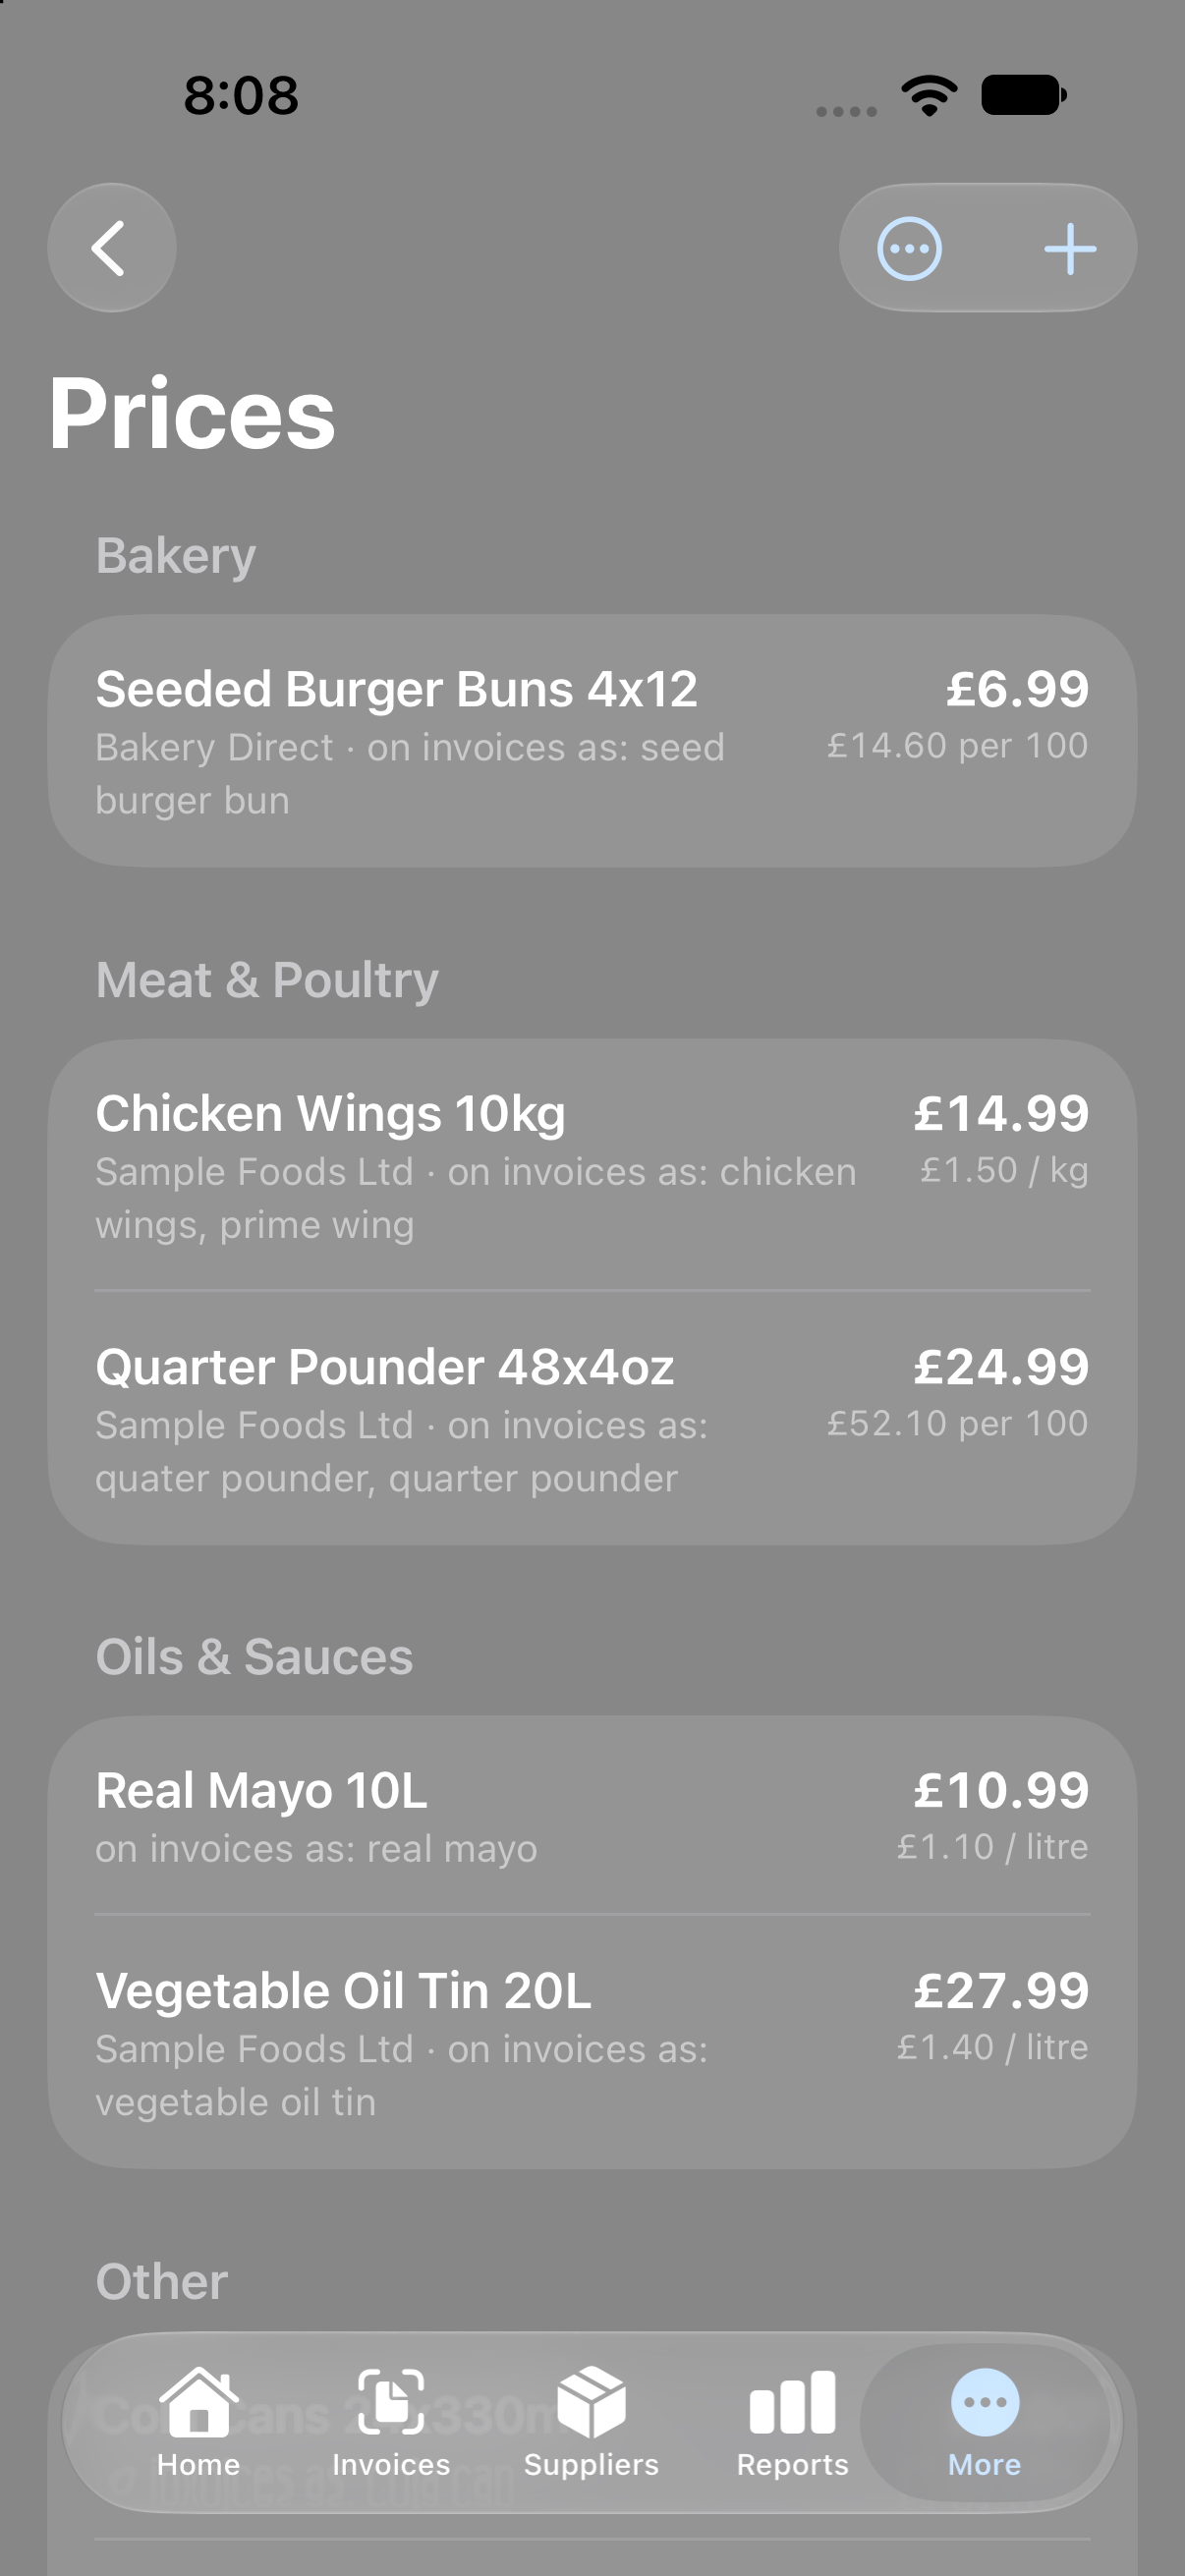 8:08
Prices
Bakery
Seeded Burger Buns 4x12 £6.99
Bakery Direct · on invoices as: seed £14.60 per 100
burger bun
Meat & Poultry
Chicken Wings 10kg £14.99
Sample Foods Ltd · on invoices as: chicken £1.50 / kg
wings, prime wing
Quarter Pounder 48x4oz £24.99
Sample Foods Ltd · on invoices as: £52.10 per 100
quater pounder, quarter pounder
Oils & Sauces
Real Mayo 10L £10.99
on invoices as: real mayo £1.10 / litre
Vegetable Oil Tin 20L £27.99
Sample Foods Ltd · on invoices as: £1.40 / litre
vegetable oil tin
Other
Home Invoices Suppliers Reports More